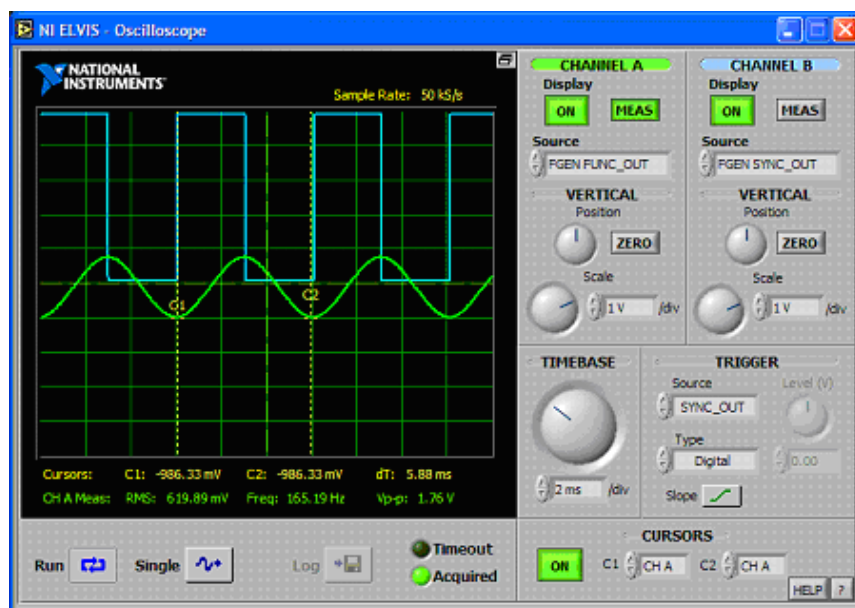 NI ELVIS - Oscilloscope
NATIONAL
INSTRUMENTS
Sample Rate: 50 kS/s
C1
C2
Cursors: C1: -986.33 mV C2: -986.33 mV dT: 5.88 ms
CH A Meas: RMS: 619.89 mV Freq: 165.19 Hz Vp-p: 1.76 V
Run Single Log Timeout
Acquired
CHANNEL A
Display
ON MEAS
Source
FGEN FUNC_OUT
VERTICAL
Position
ZERO
Scale
1 V /div
CHANNEL B
Display
ON MEAS
Source
FGEN SYNC_OUT
VERTICAL
Position
ZERO
Scale
1 V /div
TIMEBASE
2 ms /div
TRIGGER
Source Level (V)
SYNC_OUT
Type
Digital 0.00
Slope
CURSORS
ON C1 CH A C2 CH A
HELP ?